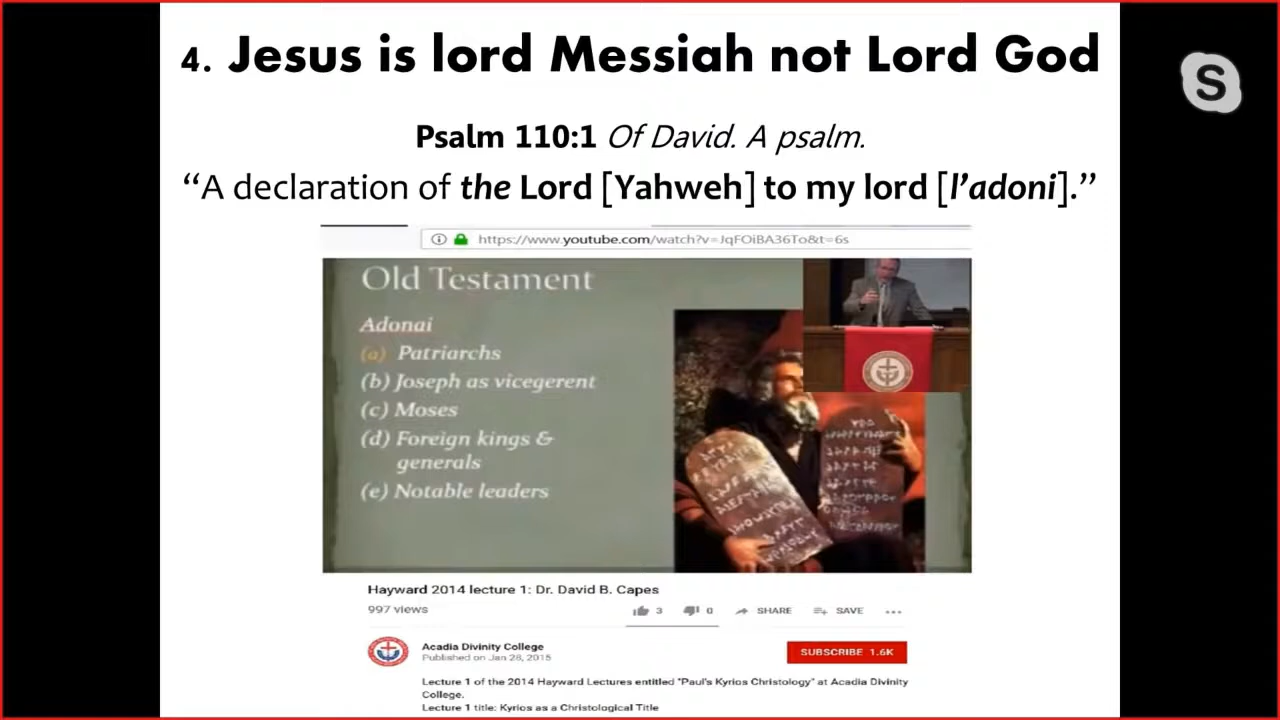 4. Jesus is lord Messiah not Lord God
S
Psalm 110:1 Of David. A psalm.
“A declaration of the Lord [Yahweh] to my lord [l’adoni].”
https://www.youtube.com/watch?v=JqFOiBA36To&t=6s
Old Testament
Adonai
(a) Patriarchs
(b) Joseph as vicegerent
(c) Moses
(d) Foreign kings &
generals
(e) Notable leaders
Hayward 2014 lecture 1: Dr. David B. Capes
997 views
3 0 SHARE SAVE
Acadia Divinity College
Published on Jan 28, 2015
SUBSCRIBE 1.6K
Lecture 1 of the 2014 Hayward Lectures entitled "Paul's Kyrios Christology" at Acadia Divinity
College.
Lecture 1 title: Kyrios as a Christological Title